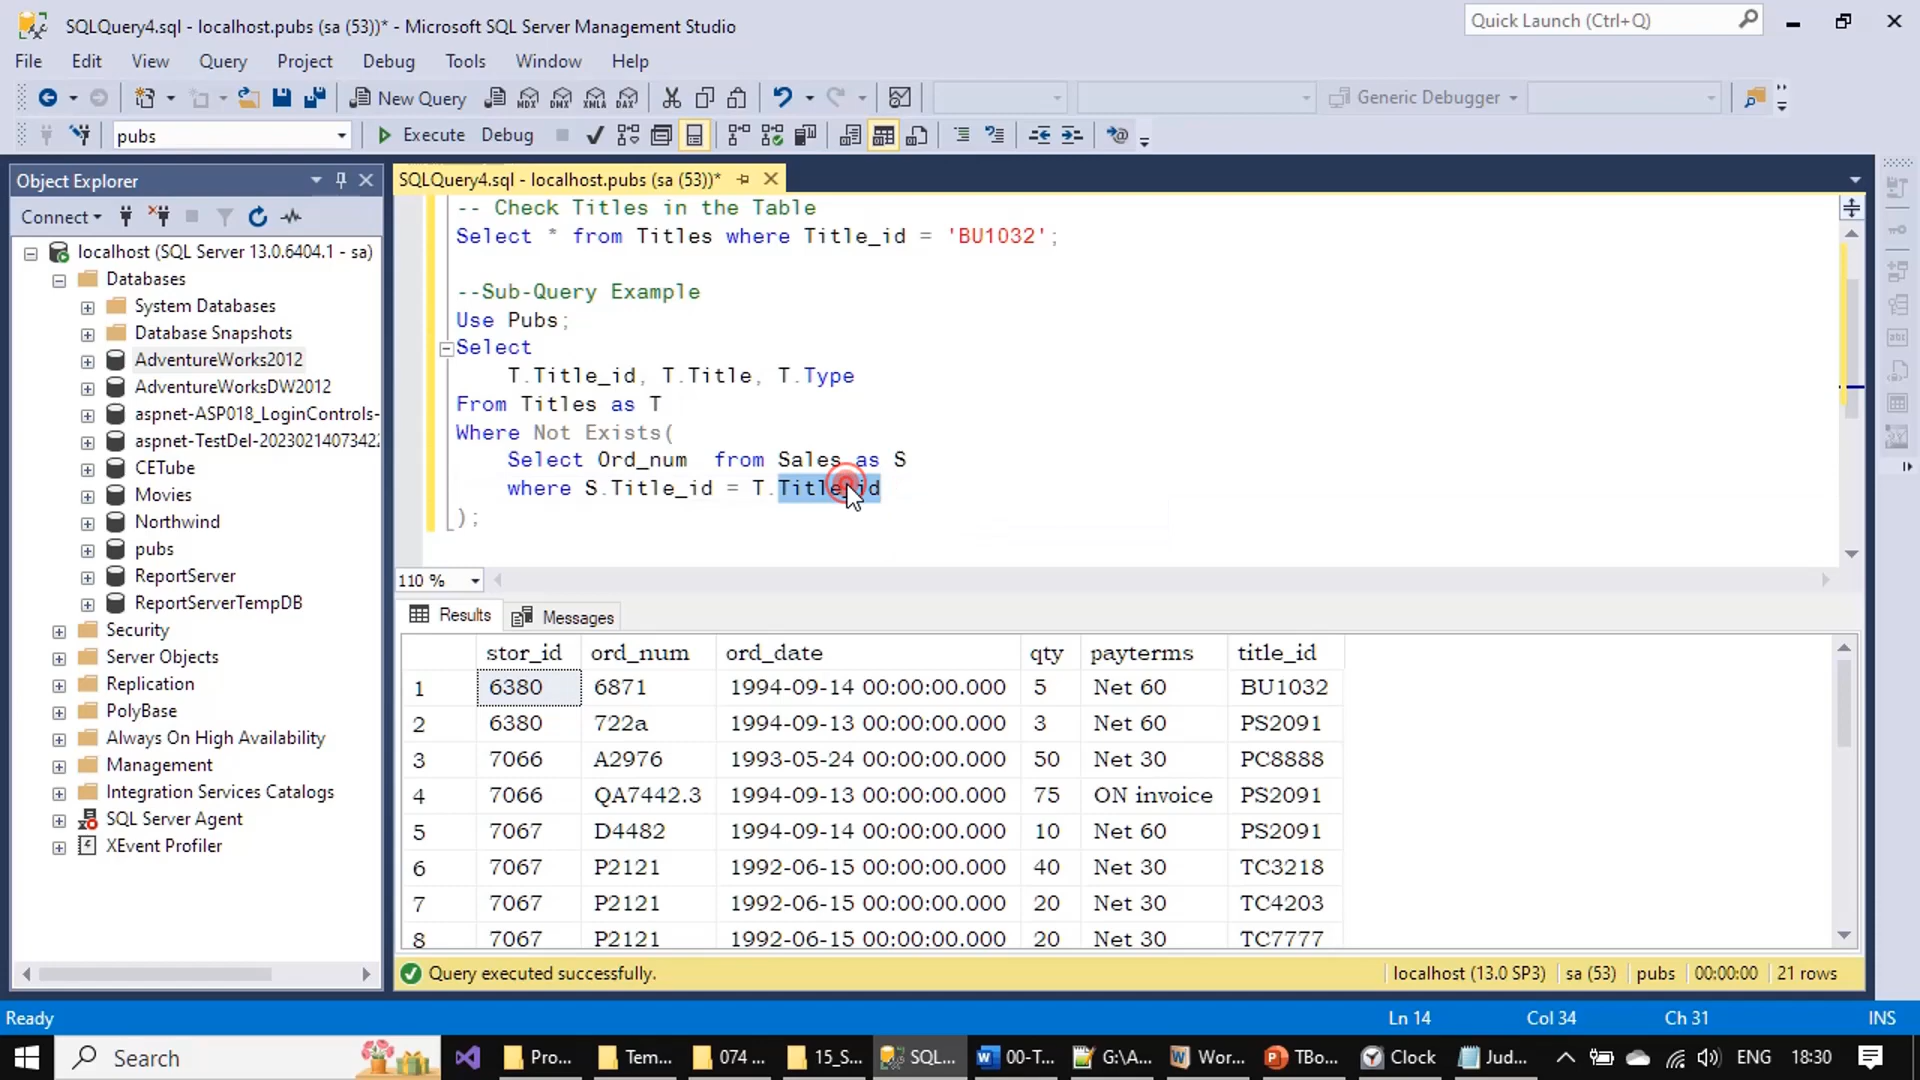 SQLQuery4.sql - localhost.pubs (sa (53))* - Microsoft SQL Server Management Studio
Quick Launch (Ctrl+Q)
File Edit View Query Project Debug Tools Window Help
New Query
MDX DMX XMLA DAX
Generic Debugger
pubs
Execute Debug
Object Explorer
SQLQuery4.sql - localhost.pubs (sa (53))*
Connect
localhost (SQL Server 13.0.6404.1 - sa)
Databases
System Databases
Database Snapshots
AdventureWorks2012
AdventureWorksDW2012
aspnet-ASP018_LoginControls-
aspnet-TestDel-20230214073422
CETube
Movies
Northwind
pubs
ReportServer
ReportServerTempDB
Security
Server Objects
Replication
PolyBase
Always On High Availability
Management
Integration Services Catalogs
SQL Server Agent
XEvent Profiler
-- Check Titles in the Table
Select * from Titles where Title_id = 'BU1032';
--Sub-Query Example
Use Pubs;
Select
T.Title_id, T.Title, T.Type
From Titles as T
Where Not Exists(
Select Ord_num  from Sales as S
where S.Title_id = T.Title_id
);
110 %
Results Messages
stor_id ord_num ord_date qty payterms title_id
1 6380 6871 1994-09-14 00:00:00.000 5 Net 60 BU1032
2 6380 722a 1994-09-13 00:00:00.000 3 Net 60 PS2091
3 7066 A2976 1993-05-24 00:00:00.000 50 Net 30 PC8888
4 7066 QA7442.3 1994-09-13 00:00:00.000 75 ON invoice PS2091
5 7067 D4482 1994-09-14 00:00:00.000 10 Net 60 PS2091
6 7067 P2121 1992-06-15 00:00:00.000 40 Net 30 TC3218
7 7067 P2121 1992-06-15 00:00:00.000 20 Net 30 TC4203
8 7067 P2121 1992-06-15 00:00:00.000 20 Net 30 TC7777
Query executed successfully.
localhost (13.0 SP3) sa (53) pubs 00:00:00 21 rows
Ready Ln 14 Col 34 Ch 31 INS
Search Pro... Tem... 074 ... 15_S... SQL... 00-T... G:\A... Wor... TBo... Clock Jud... ENG 18:30